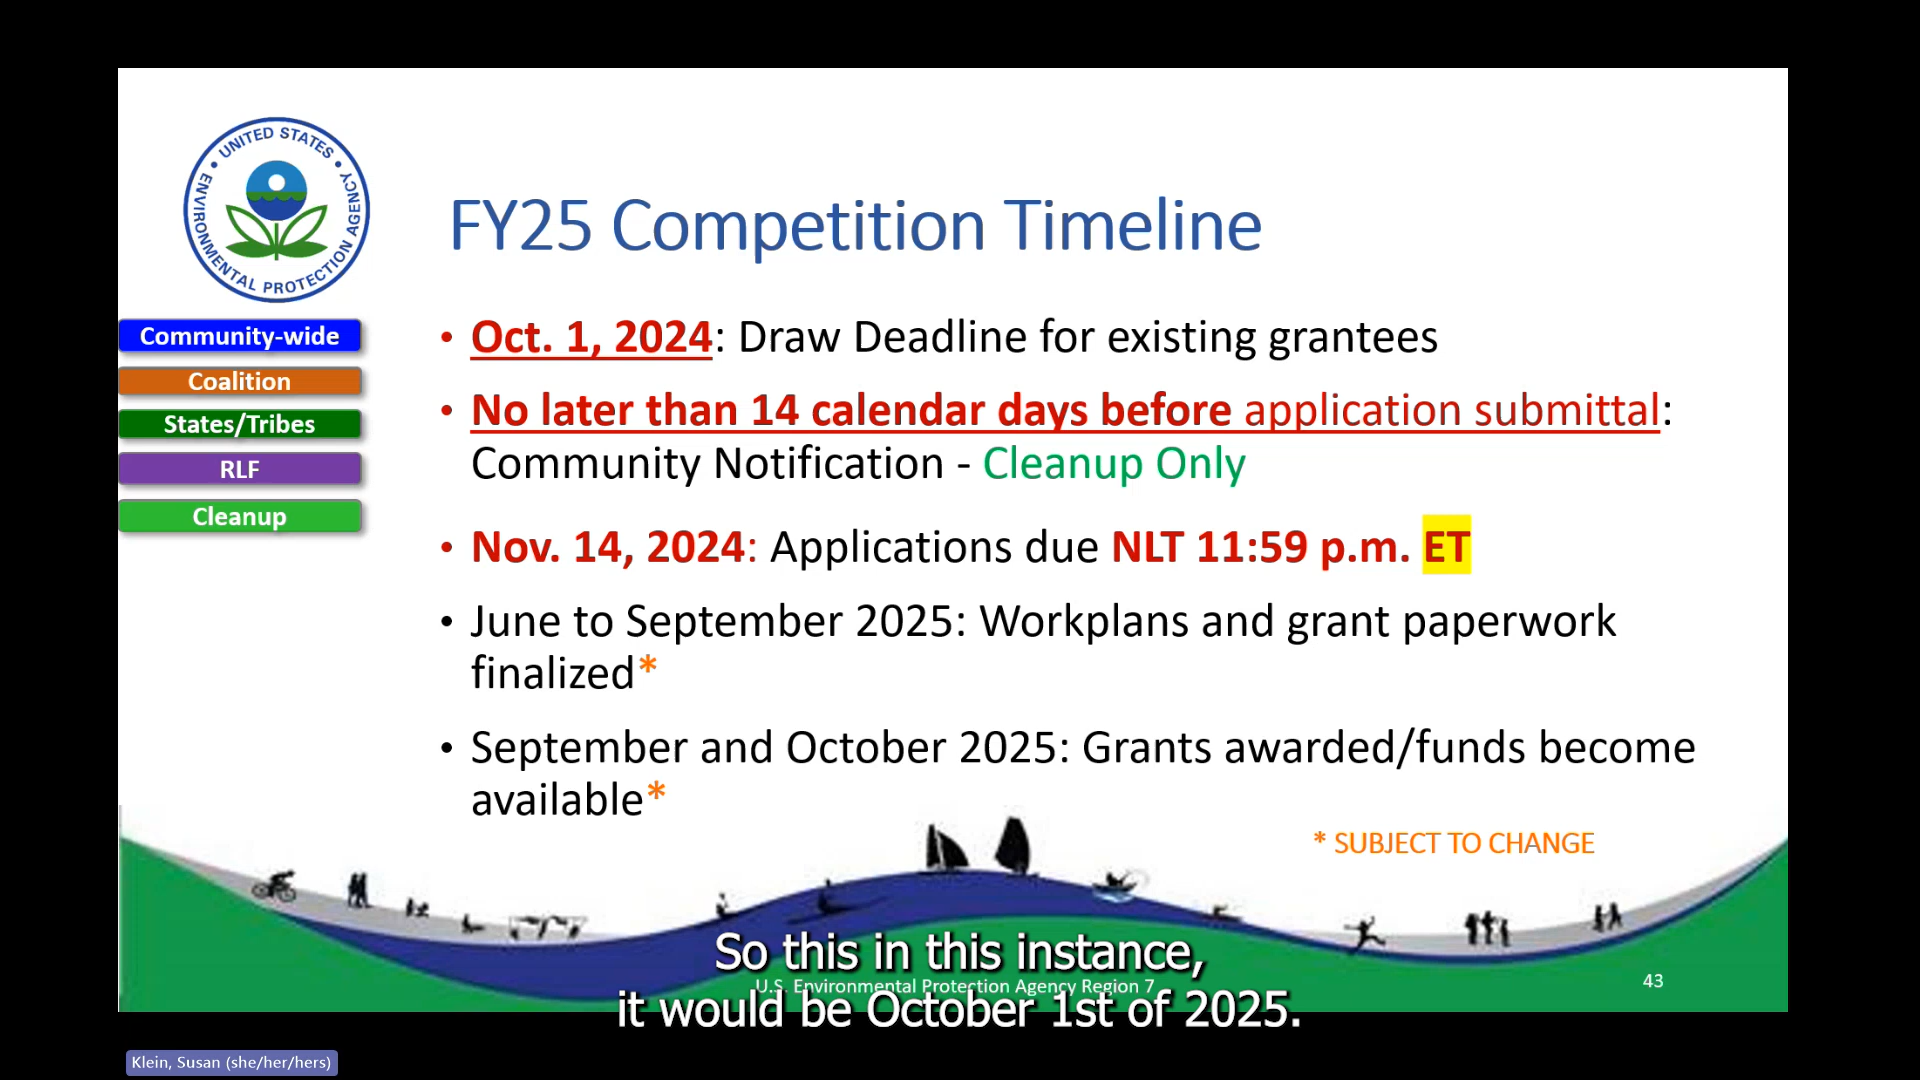 UNITED STATES
ENVIRONMENTAL PROTECTION AGENCY
FY25 Competition Timeline
Community-wide
Coalition
States/Tribes
RLF
Cleanup
• Oct. 1, 2024: Draw Deadline for existing grantees
• No later than 14 calendar days before application submittal:
Community Notification - Cleanup Only
• Nov. 14, 2024: Applications due NLT 11:59 p.m. ET
• June to September 2025: Workplans and grant paperwork
finalized*
• September and October 2025: Grants awarded/funds become
available*
* SUBJECT TO CHANGE
So this in this instance,
U.S. Environmental Protection Agency Region 7
43
it would be October 1st of 2025.
Klein, Susan (she/her/hers)